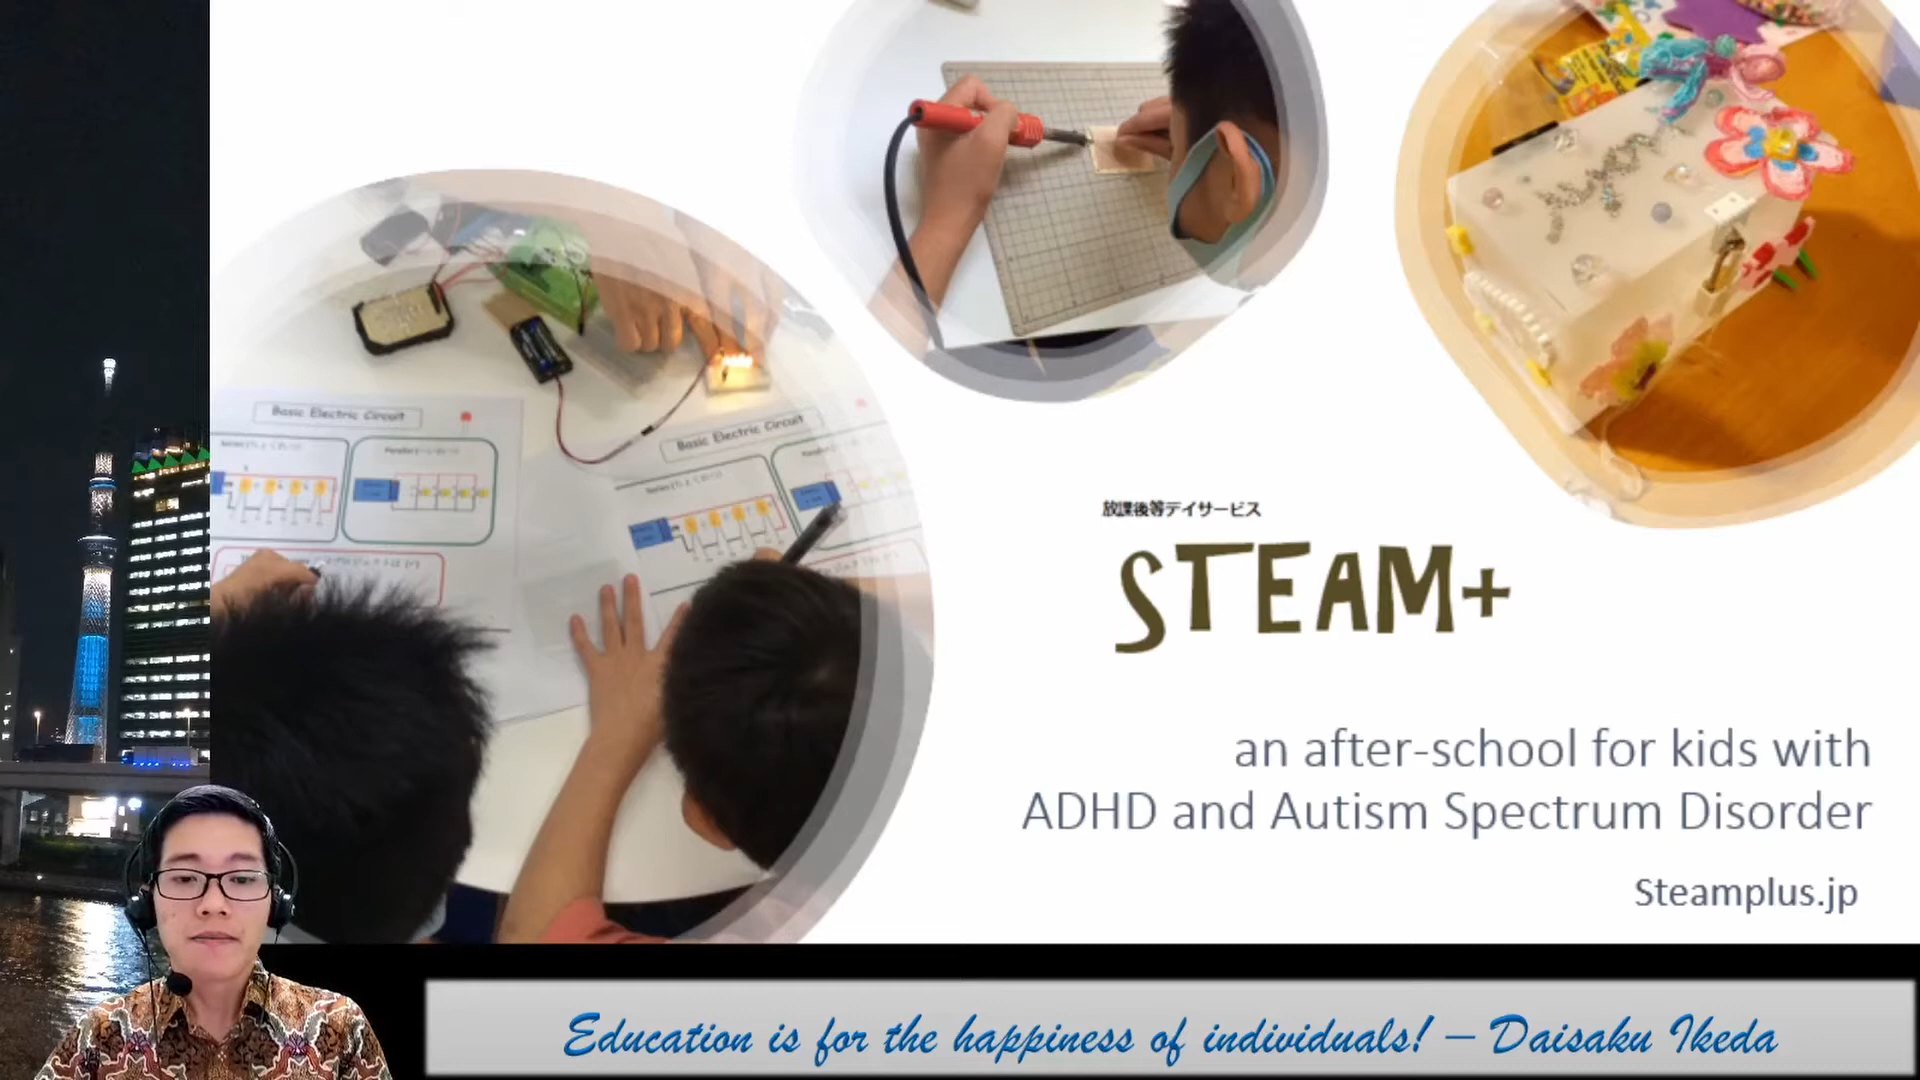 Basic Electric Circuit
Basic Electric Circuit
放課後等デイサービス
STEAM+
an after-school for kids with
ADHD and Autism Spectrum Disorder
Steamplus.jp
Education is for the happiness of individuals! – Daisaku Ikeda